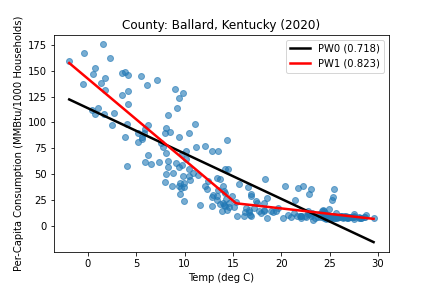 County: Ballard, Kentucky (2020)
Per-Capita Consumption (MMBtu/1000 Households)
175
150
125
100
75
50
25
0
PW0 (0.718)
PW1 (0.823)
0 5 10 15 20 25 30
Temp (deg C)